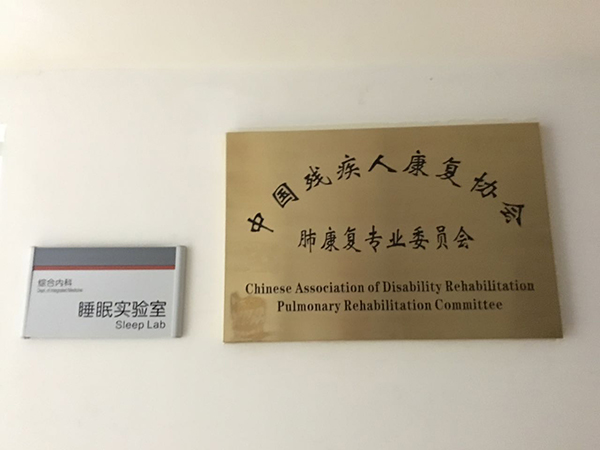 综合内科
睡眠实验室
Sleep Lab
中国残疾人康复协会
肺康复专业委员会
Chinese Association of Disability Rehabilitation
Pulmonary Rehabilitation Committee